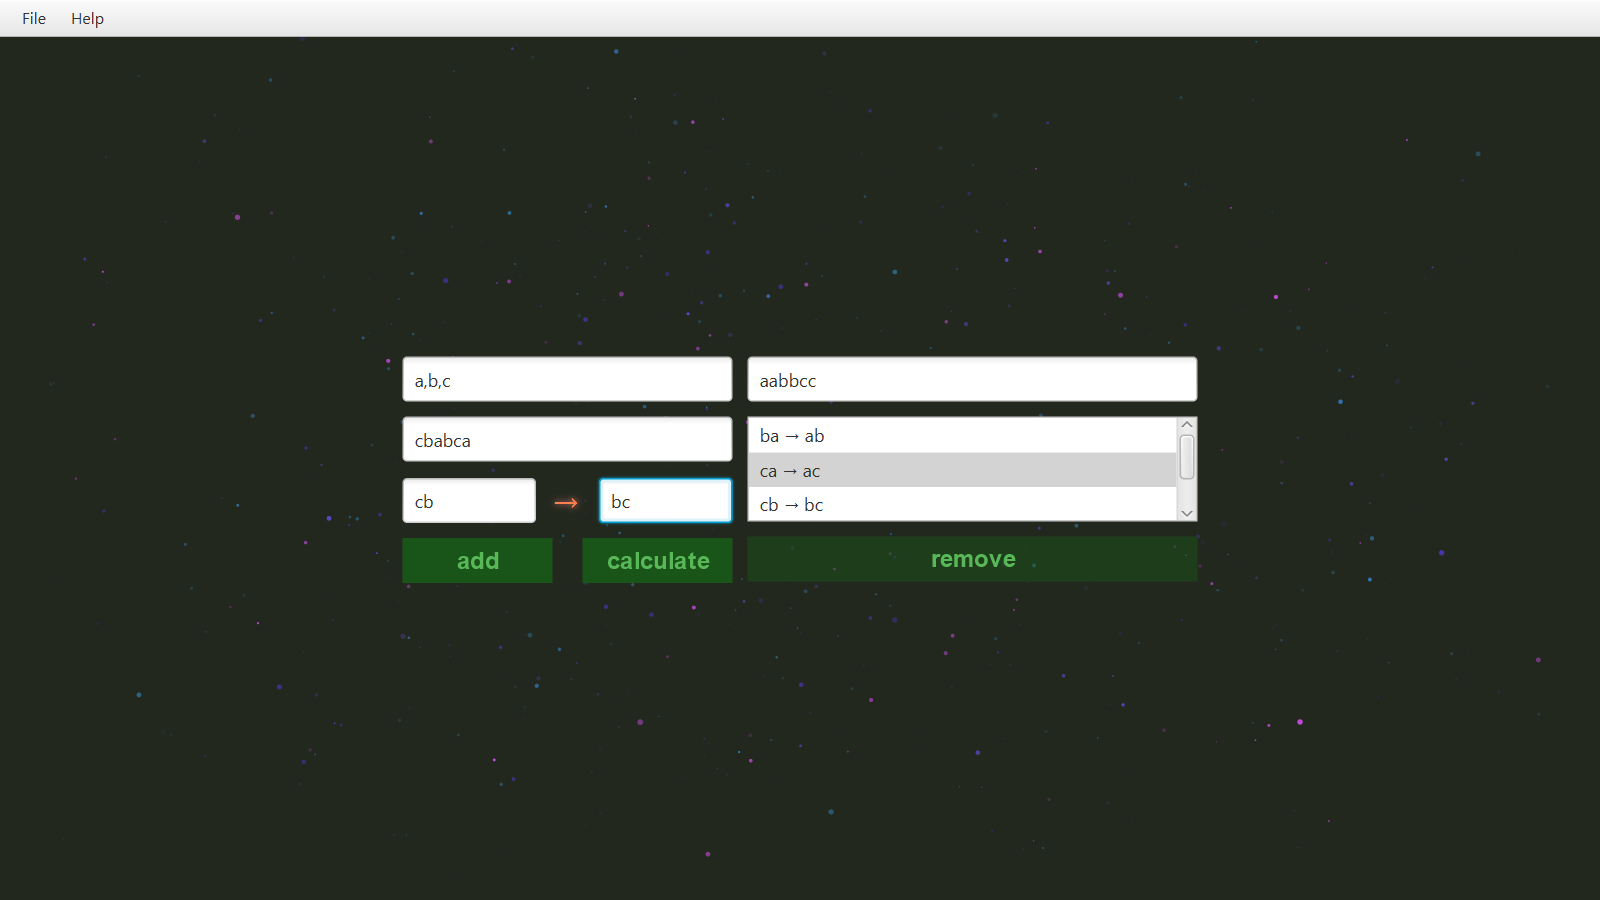 File Help
a,b,c
aabbcc
cbabca
ba → ab
ca → ac
cb → bc
cb → bc
add
calculate
remove